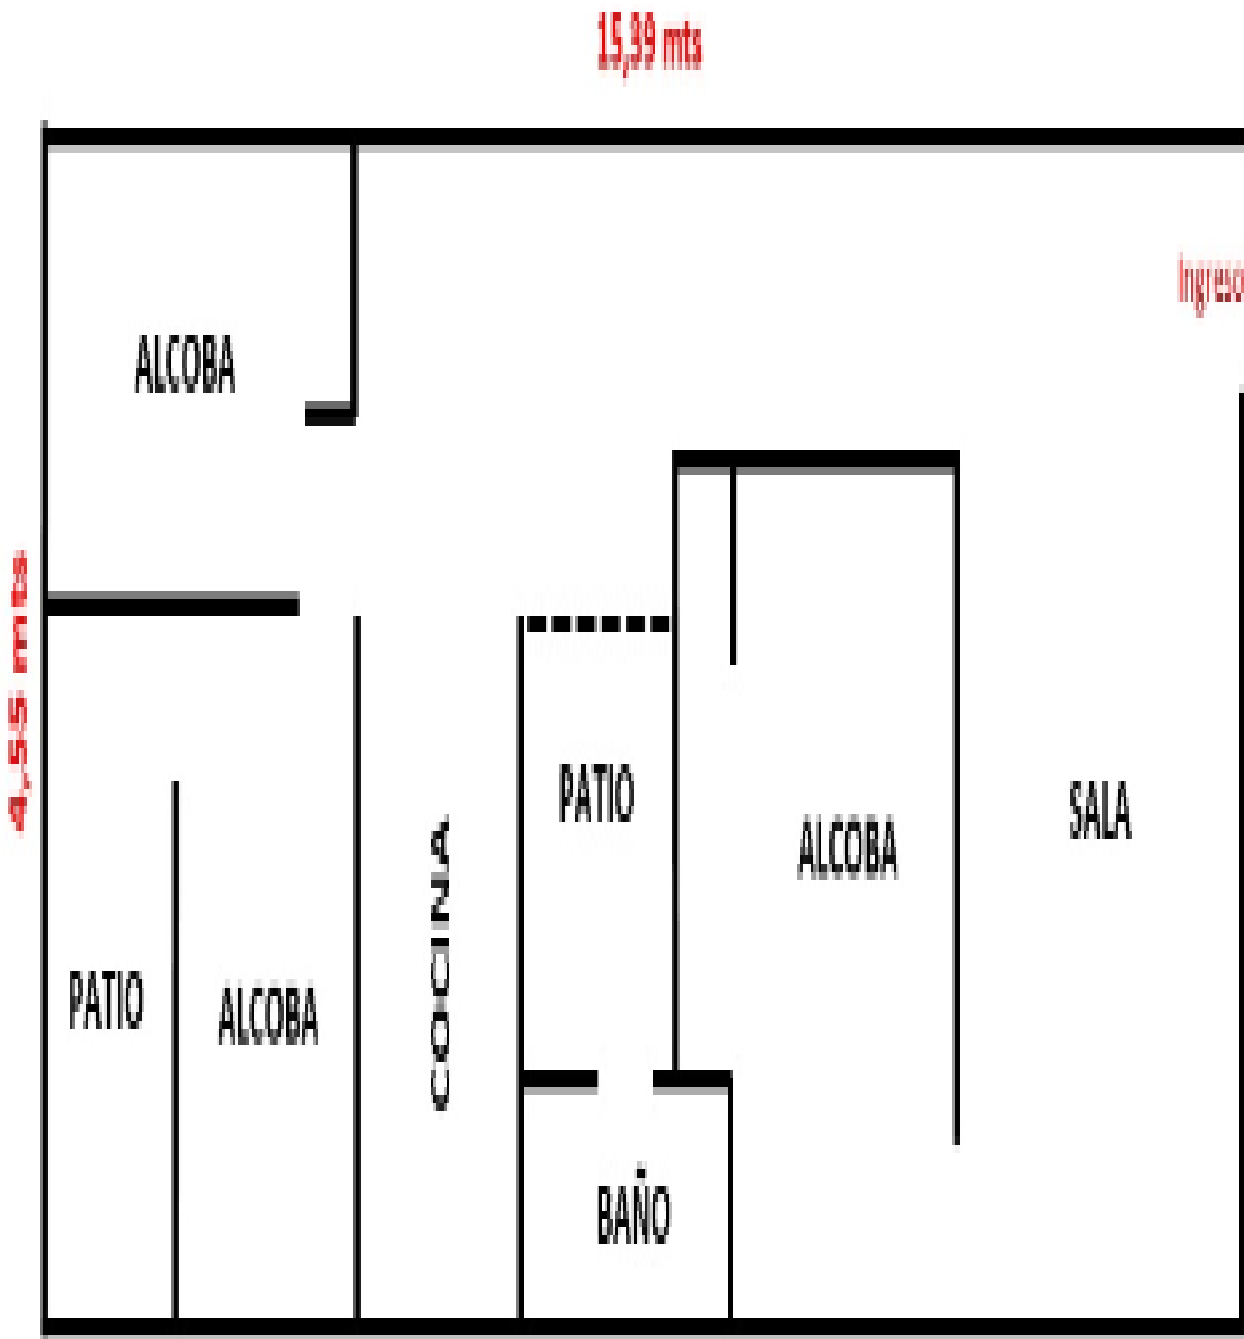 15,39 mts
Ingreso
ALCOBA
4,55 mts
PATIO
SALA
ALCOBA
COCINA
PATIO
ALCOBA
BAÑO